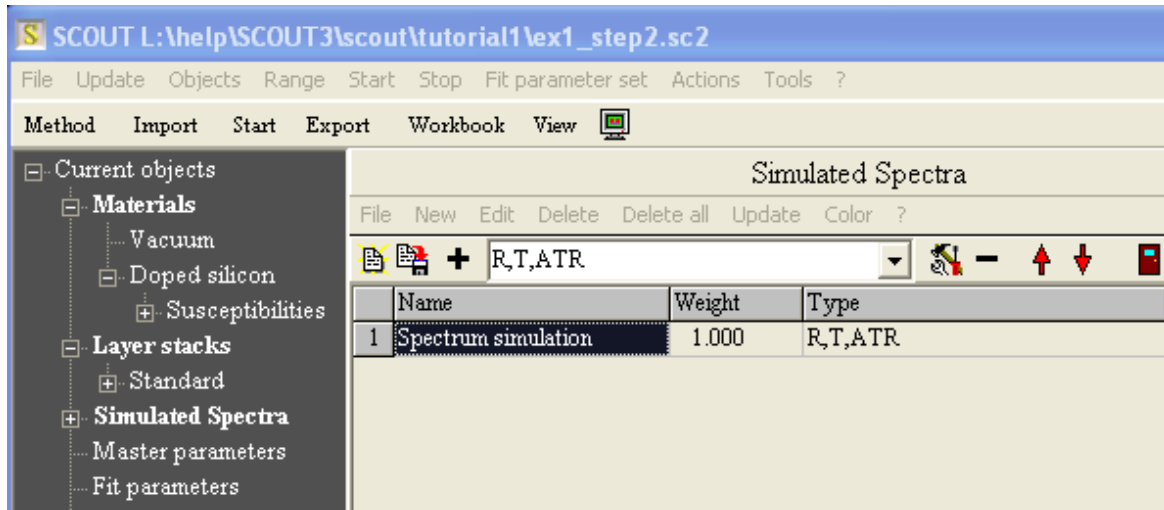 SCOUT L:\help\SCOUT3\scout\tutorial1\ex1_step2.sc2
File Update Objects Range Start Stop Fit parameter set Actions Tools ?
Method Import Start Export Workbook View
Current objects
Materials
Vacuum
Doped silicon
Susceptibilities
Layer stacks
Standard
Simulated Spectra
Master parameters
Fit parameters
Simulated Spectra
File New Edit Delete Delete all Update Color ?
R,T,ATR
Name Weight Type
1 Spectrum simulation 1.000 R,T,ATR